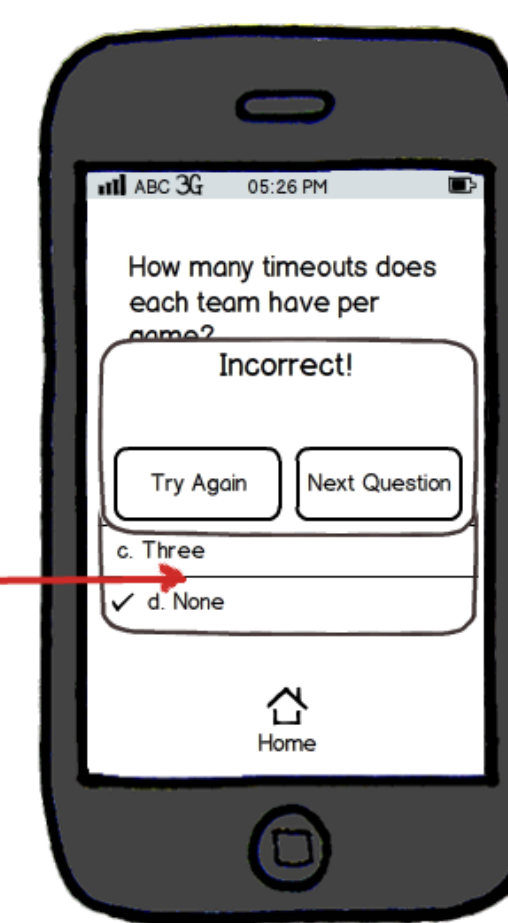 ABC 3G 05:26 PM
How many timeouts does
each team have per
game?
Incorrect!
Try Again Next Question
c. Three
✓ d. None
Home